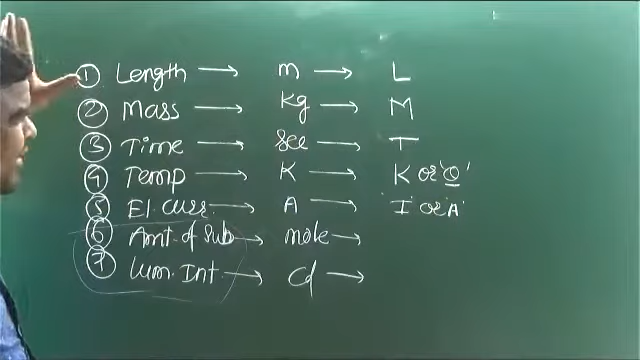 ① Length → m → L
② Mass → Kg → M
③ Time → Sec → T
④ Temp → K → K or 'θ'
⑤ El. Curr. → A → I or 'A'
⑥ Amt. of Sub → mole →
⑦ Lum. Int. → Cd →